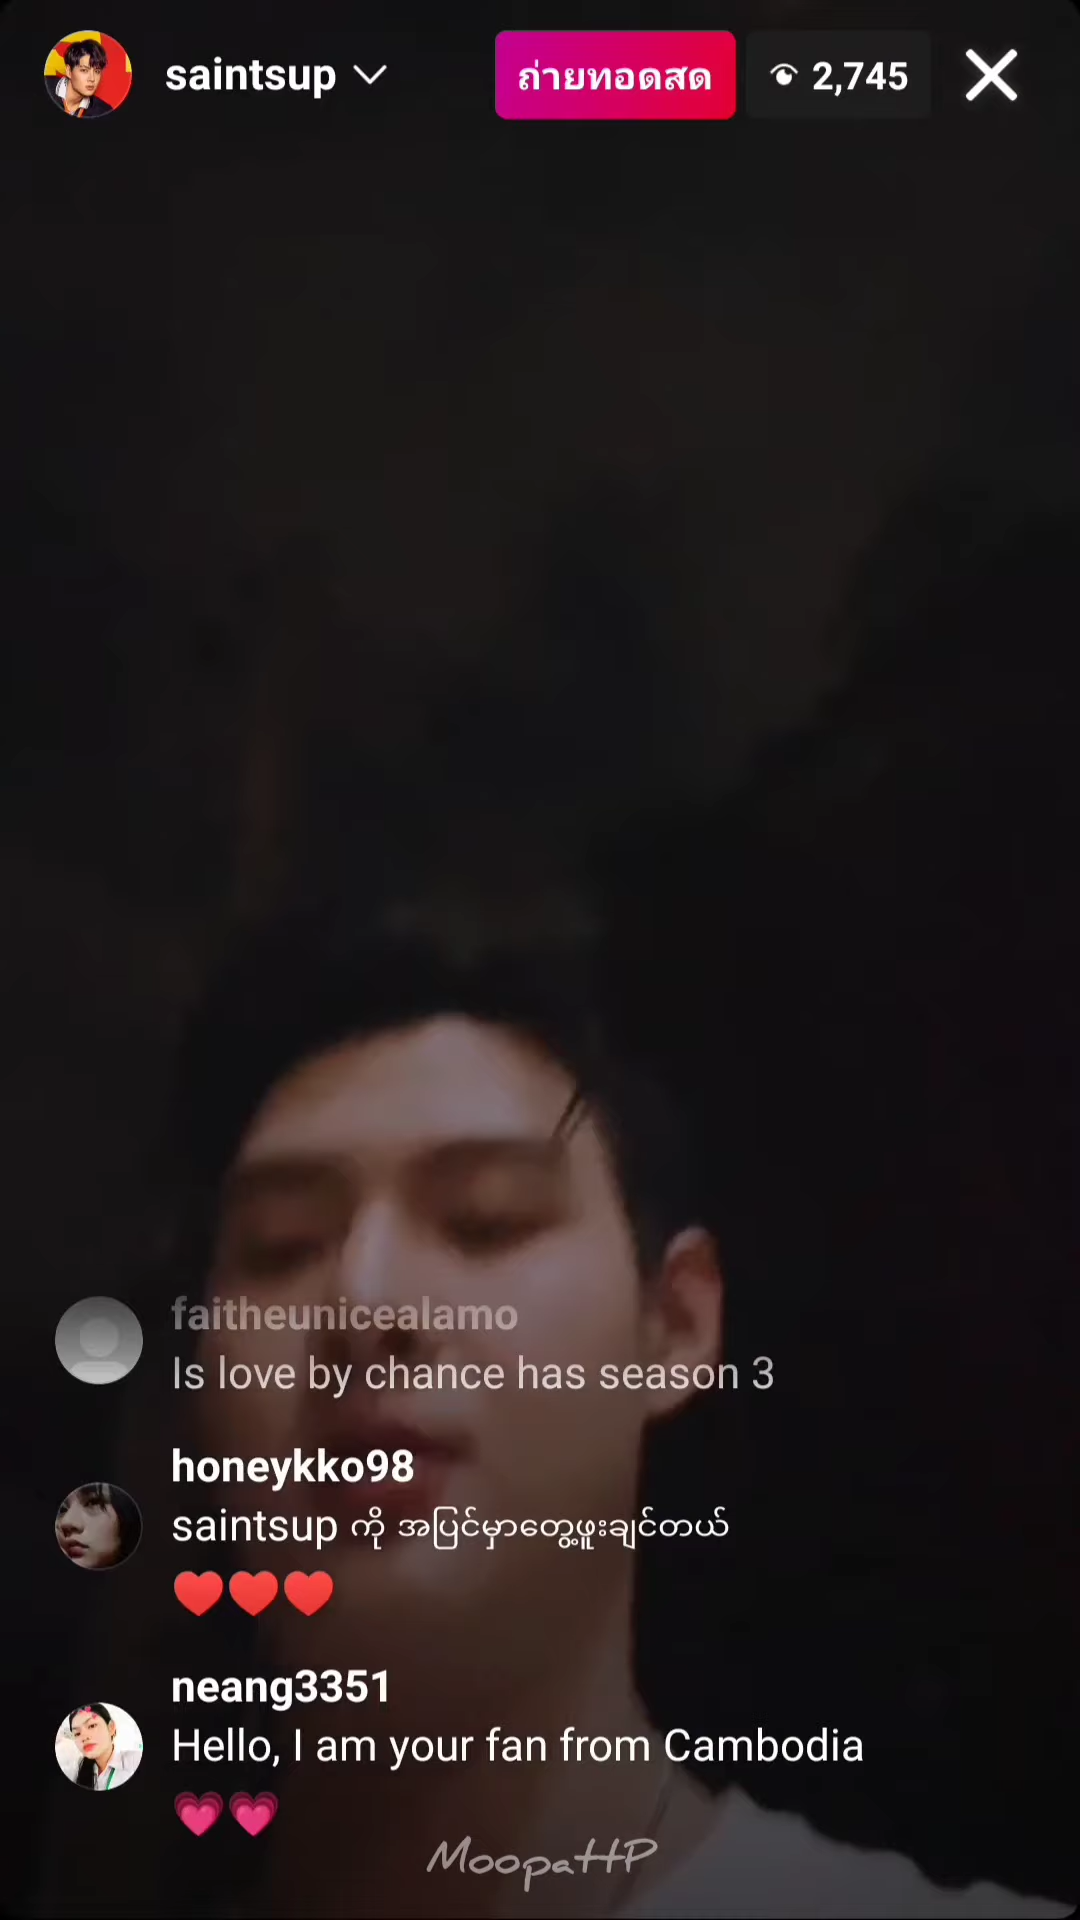 saintsup
ถ่ายทอดสด
2,745
faitheunicealamo
Is love by chance has season 3
honeykko98
saintsup ကို အပြင်မှာတွေ့ဖူးချင်တယ်
❤️❤️❤️
neang3351
Hello, I am your fan from Cambodia
💗💗
MoopaHP